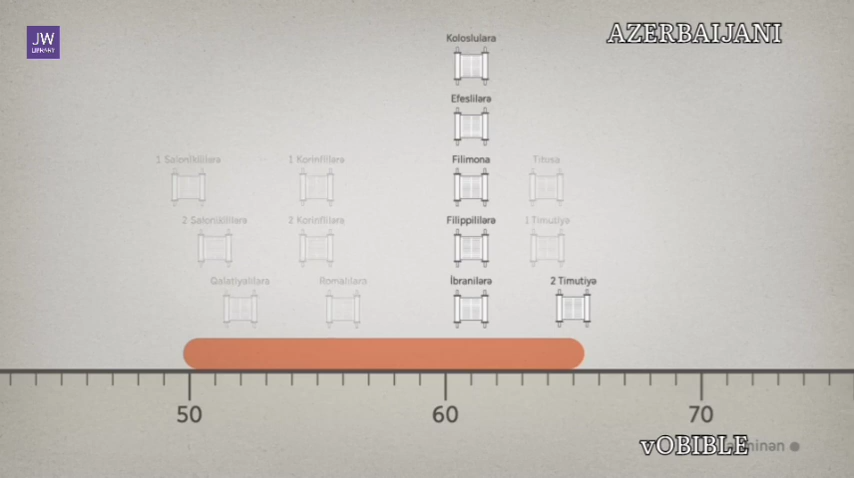 JW
LIBRARY
AZERBAIJANI
Koloslulara
Efeslilərə
1 Saloniklilərə
1 Korinflilərə
Filimona
Titusa
2 Saloniklilərə
2 Korinflilərə
Filippililərə
1 Timutiyə
Qalatiyalılara
Romalılara
İbranilərə
2 Timutiyə
50
60
70
vOBIBLE